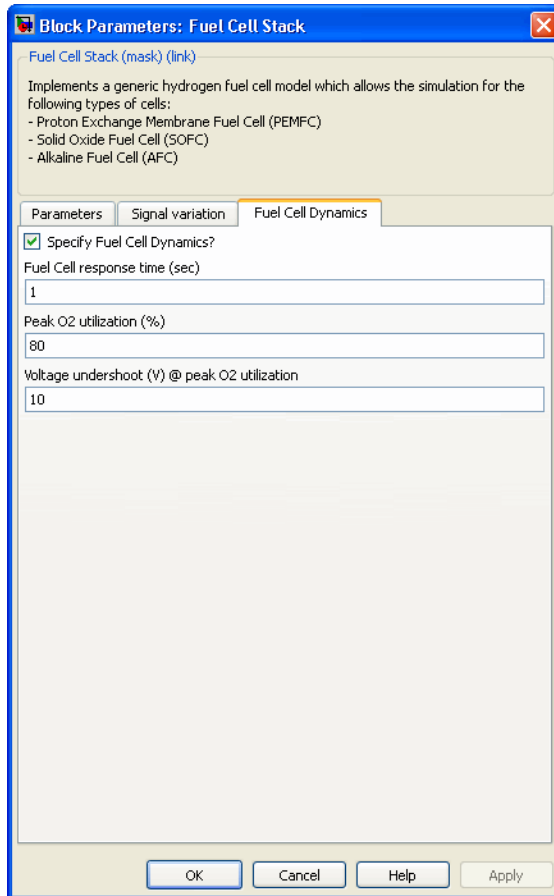 Block Parameters: Fuel Cell Stack
Fuel Cell Stack (mask) (link)
Implements a generic hydrogen fuel cell model which allows the simulation for the
following types of cells:
- Proton Exchange Membrane Fuel Cell (PEMFC)
- Solid Oxide Fuel Cell (SOFC)
- Alkaline Fuel Cell (AFC)
Parameters Signal variation Fuel Cell Dynamics
Specify Fuel Cell Dynamics?
Fuel Cell response time (sec)
1
Peak O2 utilization (%)
80
Voltage undershoot (V) @ peak O2 utilization
10
OK Cancel Help Apply